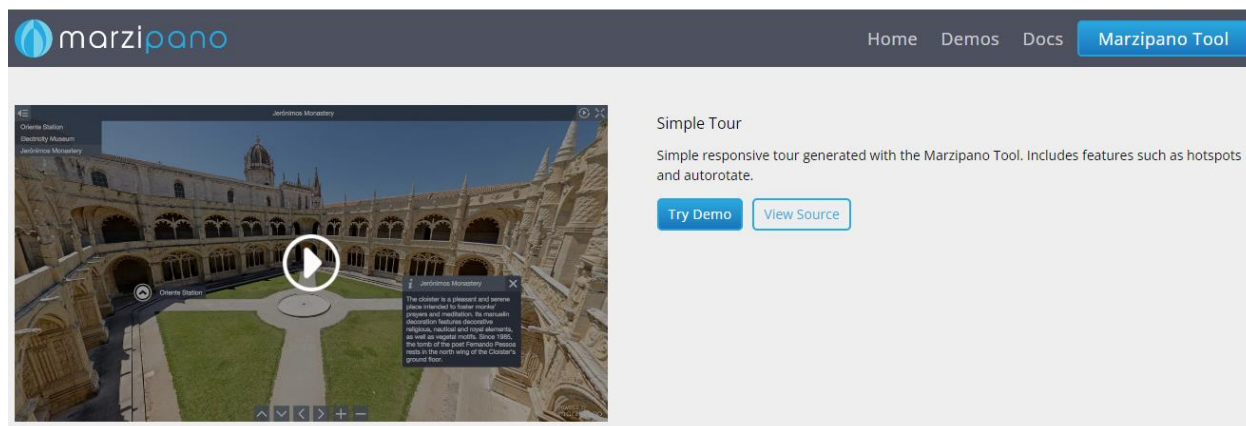 marzipano
Home Demos Docs Marzipano Tool
Jerónimos Monastery
Oriente Station
Electricity Museum
Jerónimos Monastery
Oriente Station
i Jerónimos Monastery X
The cloister is a pleasant and serene
place intended to foster monks'
prayers and meditation. Its manuelin
decoration features decorative
religious, nautical and royal elements,
as well as vegetal motifs. Since 1985,
the tomb of the poet Fernando Pessoa
rests in the north wing of the Cloister's
ground floor.
Simple Tour
Simple responsive tour generated with the Marzipano Tool. Includes features such as hotspots
and autorotate.
Try Demo View Source